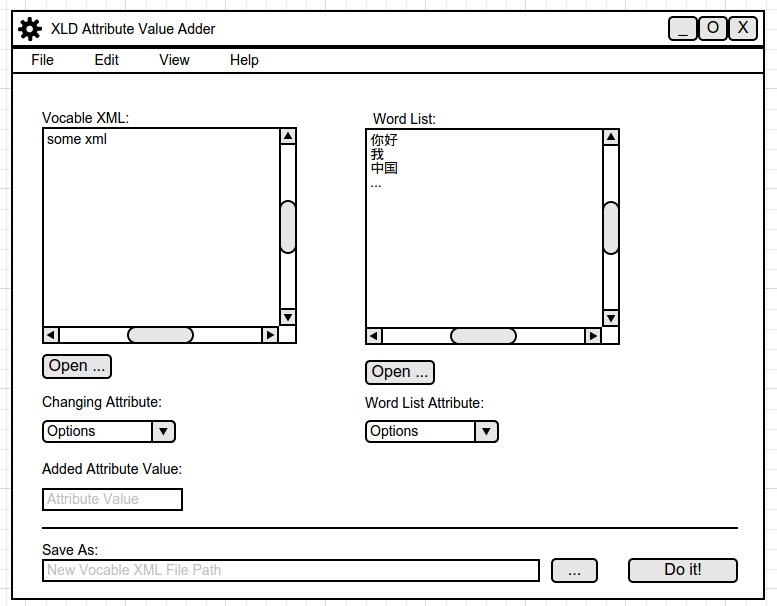 XLD Attribute Value Adder _ O X
File Edit View Help
Vocable XML:
some xml
Word List:
你好
我
中国
...
Open ...
Open ...
Changing Attribute:
Word List Attribute:
Options
Options
Added Attribute Value:
Attribute Value
Save As:
New Vocable XML File Path
...
Do it!